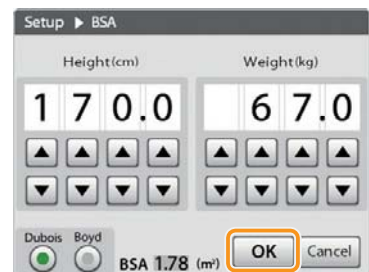 Setup ▶ BSA
Height(cm) Weight(kg)
170.0 67.0
Dubois Boyd
BSA 1.78 (m²) OK Cancel